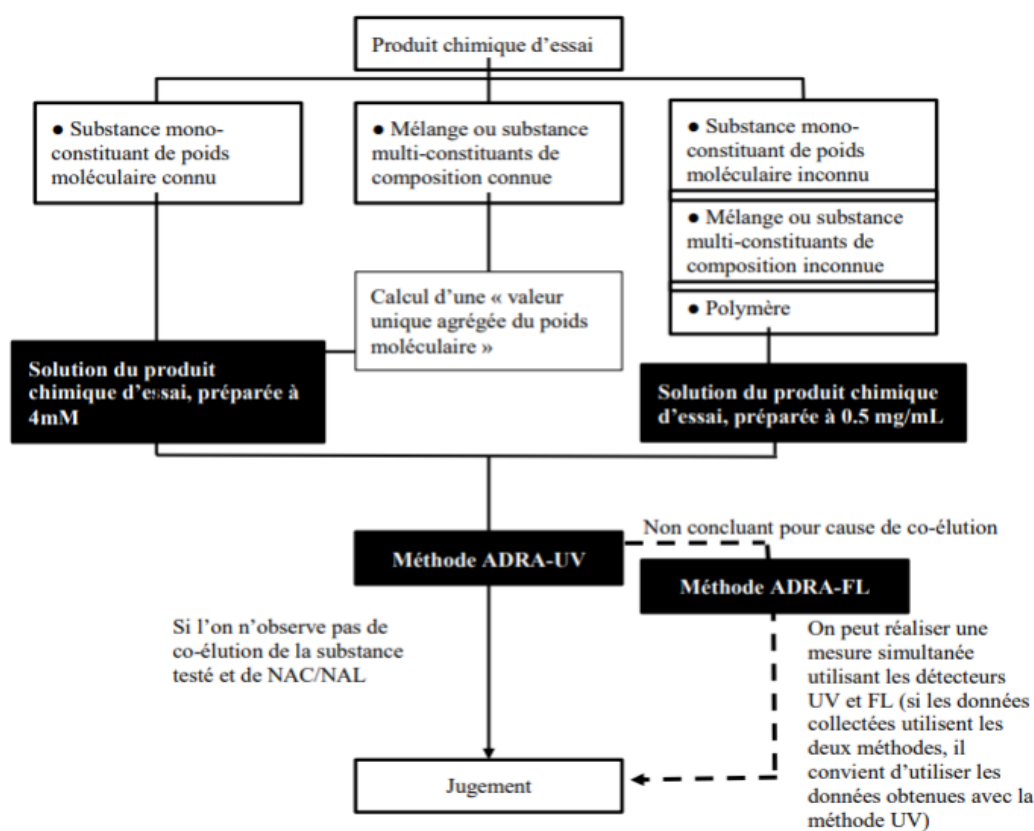 Produit chimique d'essai
● Substance mono-
constituant de poids
moléculaire connu
● Mélange ou substance
multi-constituants de
composition connue
● Substance mono-
constituant de poids
moléculaire inconnu
● Mélange ou substance
multi-constituants de
composition inconnue
● Polymère
Calcul d'une « valeur
unique agrégée du poids
moléculaire »
Solution du produit
chimique d'essai, préparée à
4mM
Solution du produit chimique
d'essai, préparée à 0.5 mg/mL
Non concluant pour cause de co-élution
Méthode ADRA-UV
Méthode ADRA-FL
Si l'on n'observe pas de
co-élution de la substance
testé et de NAC/NAL
On peut réaliser une
mesure simultanée
utilisant les détecteurs
UV et FL (si les données
collectées utilisent les
deux méthodes, il
convient d'utiliser les
données obtenues avec la
méthode UV)
Jugement